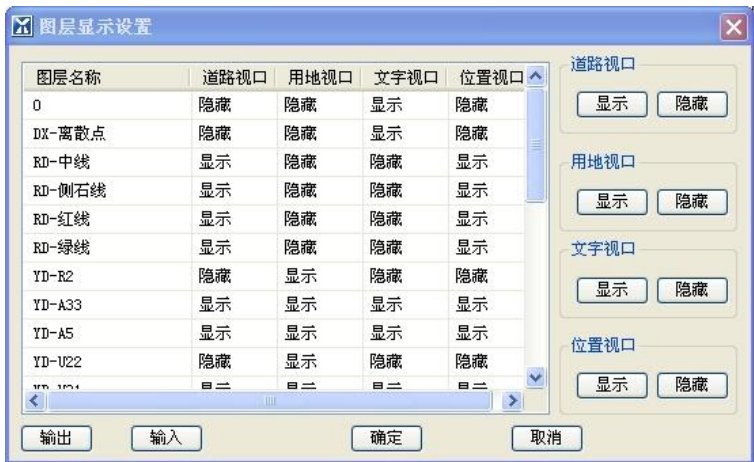 图层显示设置
图层名称 道路视口 用地视口 文字视口 位置视口
0 隐藏 隐藏 显示 隐藏
DX-离散点 隐藏 隐藏 隐藏 隐藏
RD-中线 显示 隐藏 隐藏 显示
RD-侧石线 显示 隐藏 隐藏 显示
RD-红线 显示 隐藏 隐藏 显示
RD-绿线 显示 隐藏 隐藏 显示
YD-R2 隐藏 显示 隐藏 隐藏
YD-A33 显示 显示 显示 显示
YD-A5 显示 显示 显示 显示
YD-U22 隐藏 显示 隐藏 隐藏
道路视口
显示 隐藏
用地视口
显示 隐藏
文字视口
显示 隐藏
位置视口
显示 隐藏
输出 输入 确定 取消